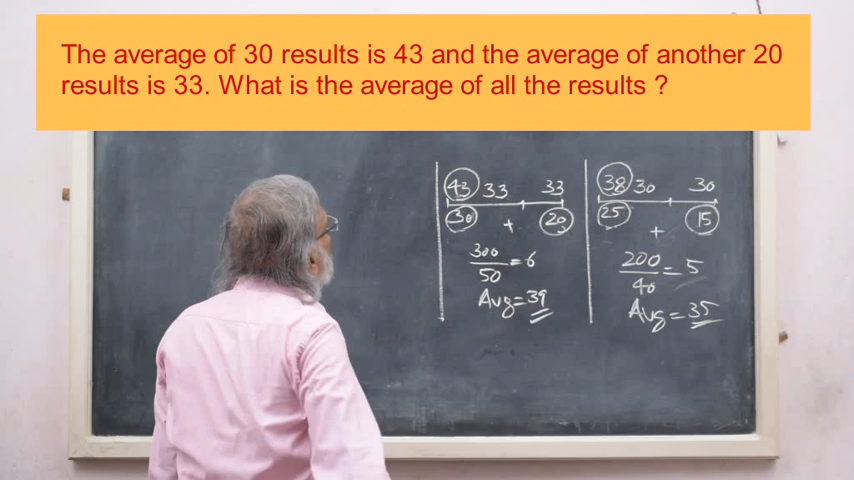 The average of 30 results is 43 and the average of another 20
results is 33. What is the average of all the results ?
43 33 33
30 + 20
300
50
= 6
Avg = 39
38 30 30
25 + 15
200
40
= 5
Avg = 35